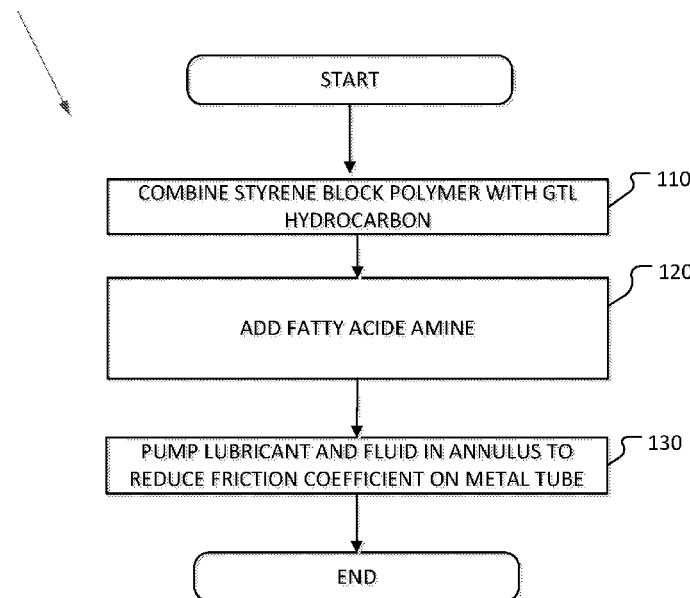 START
COMBINE STYRENE BLOCK POLYMER WITH GTL
HYDROCARBON
110
120
ADD FATTY ACIDE AMINE
PUMP LUBRICANT AND FLUID IN ANNULUS TO
REDUCE FRICTION COEFFICIENT ON METAL TUBE
130
END